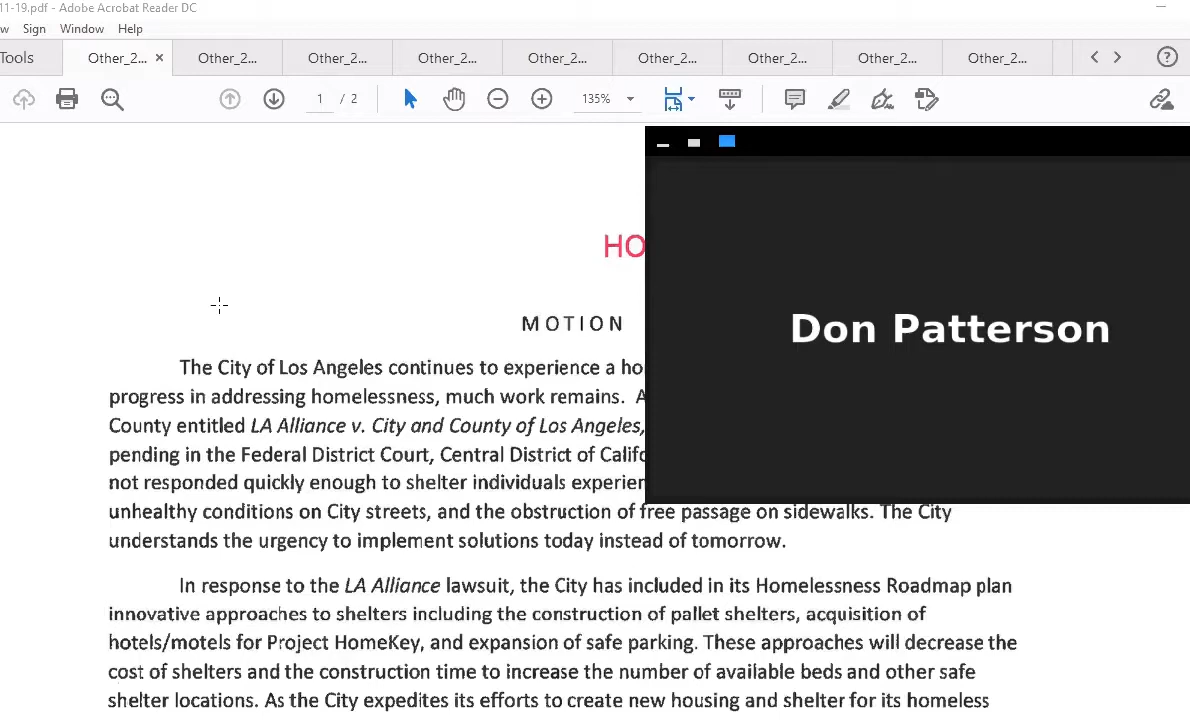 11-19.pdf - Adobe Acrobat Reader DC
w Sign Window Help
Tools Other_2... × Other_2... Other_2... Other_2... Other_2... Other_2... Other_2... Other_2... Other_2...
1 / 2 135%
HO
MOTION
Don Patterson
The City of Los Angeles continues to experience a ho
progress in addressing homelessness, much work remains. A
County entitled LA Alliance v. City and County of Los Angeles,
pending in the Federal District Court, Central District of Califo
not responded quickly enough to shelter individuals experien
unhealthy conditions on City streets, and the obstruction of free passage on sidewalks. The City
understands the urgency to implement solutions today instead of tomorrow.
In response to the LA Alliance lawsuit, the City has included in its Homelessness Roadmap plan
innovative approaches to shelters including the construction of pallet shelters, acquisition of
hotels/motels for Project HomeKey, and expansion of safe parking. These approaches will decrease the
cost of shelters and the construction time to increase the number of available beds and other safe
shelter locations. As the City expedites its efforts to create new housing and shelter for its homeless